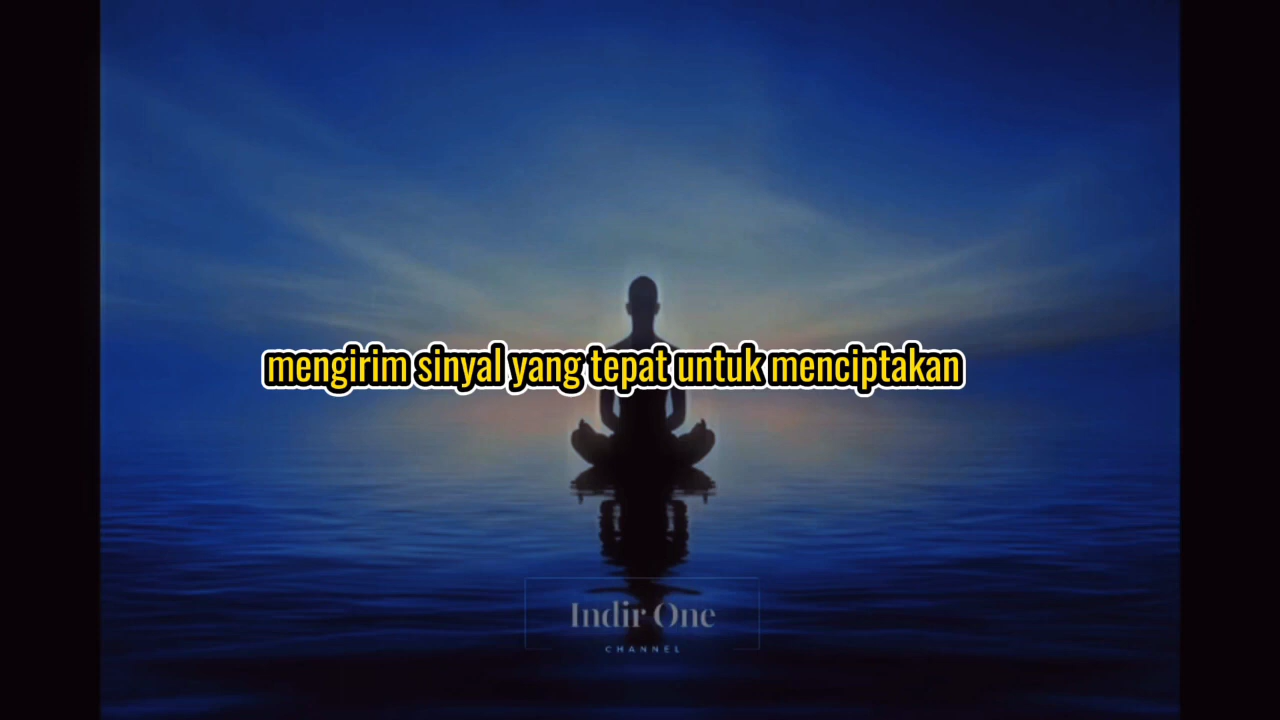 mengirim sinyal yang tepat untuk menciptakan
Indir One
CHANNEL